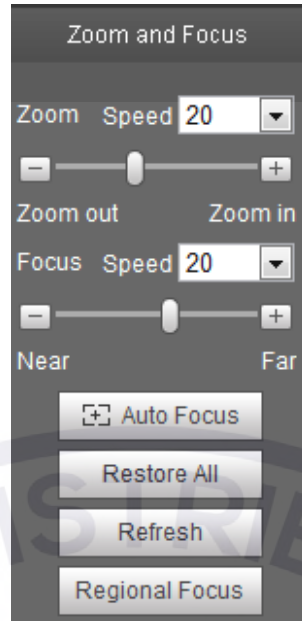 Zoom and Focus
Zoom Speed 20
Zoom out Zoom in
Focus Speed 20
Near Far
Auto Focus
Restore All
Refresh
Regional Focus